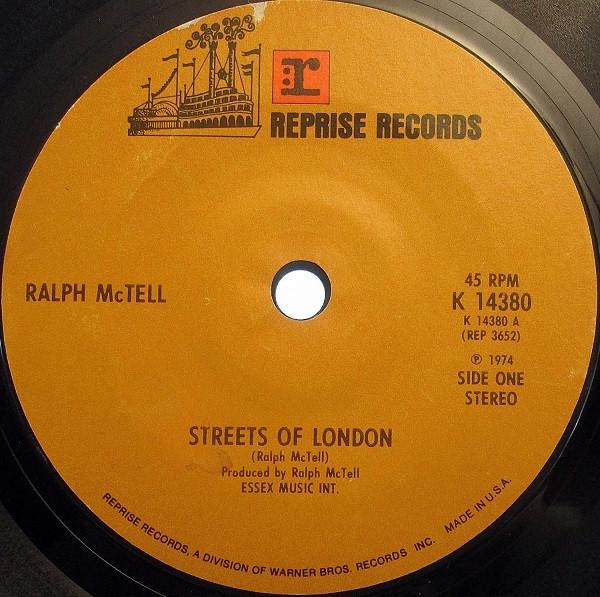 r
REPRISE RECORDS
RALPH McTELL
45 RPM
K 14380
K 14380 A
(REP 3652)
℗ 1974
SIDE ONE
STEREO
STREETS OF LONDON
(Ralph McTell)
Produced by Ralph McTell
ESSEX MUSIC INT.
REPRISE RECORDS, A DIVISION OF WARNER BROS. RECORDS INC. MADE IN U.S.A.